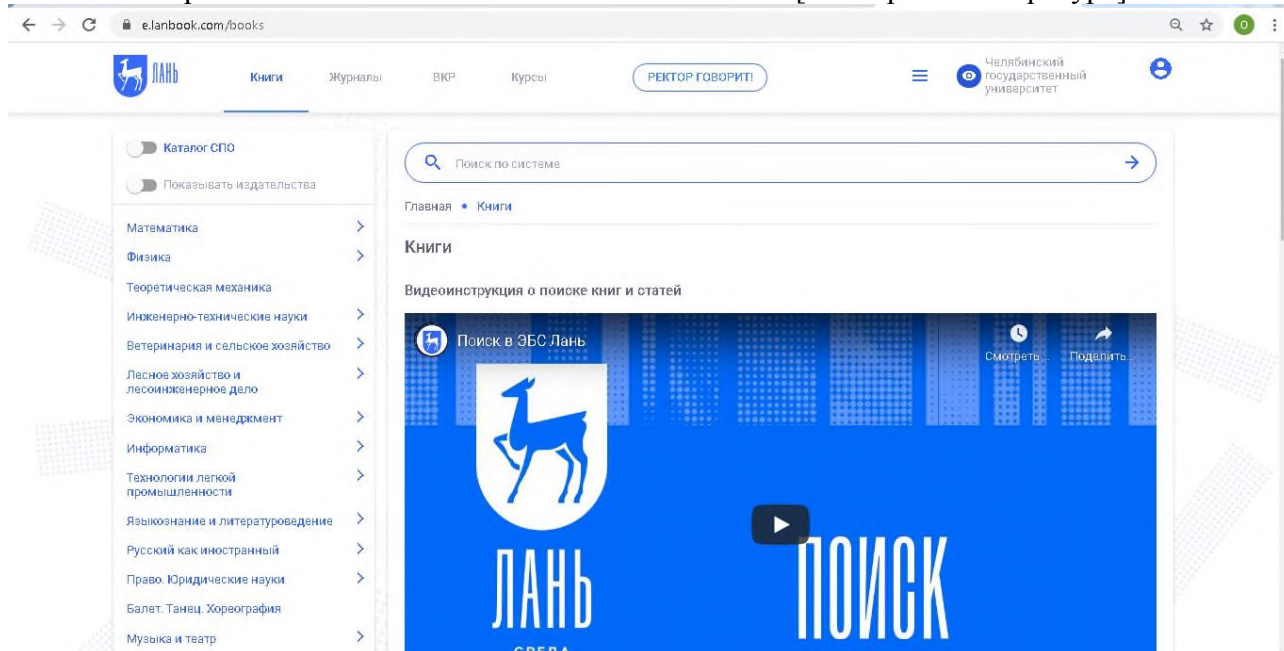 e.lanbook.com/books
О
ЛАНЬ
Книги
Журналы
ВКР
Курсы
РЕКТОР ГОВОРИТ!
Челябинский
государственный
университет
Каталог СПО
Показывать издательства
Математика
Физика
Теоретическая механика
Инженерно-технические науки
Ветеринария и сельское хозяйство
Лесное хозяйство и
лесоинженерное дело
Экономика и менеджмент
Информатика
Технологии легкой
промышленности
Языкознание и литературоведение
Русский как иностранный
Право. Юридические науки
Балет. Танец. Хореография
Музыка и театр
Поиск по системе
Главная • Книги
Книги
Видеоинструкция о поиске книг и статей
Поиск в ЭБС Лань
Смотреть...
Поделить...
ЛАНЬ
ПОИСК